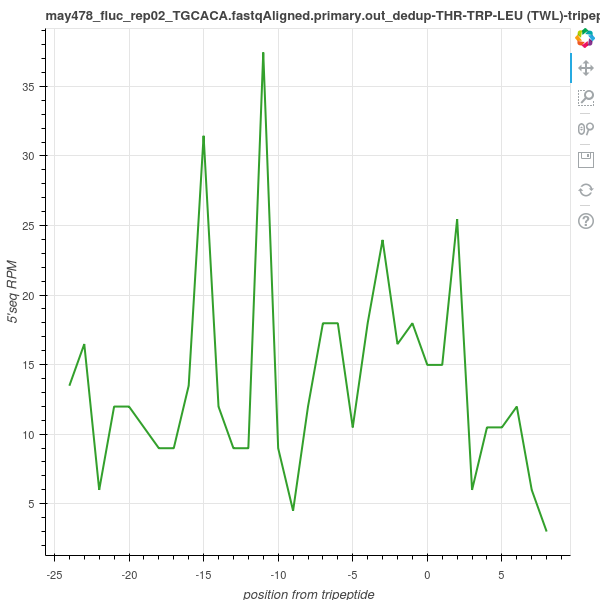 may478_fluc_rep02_TGCACA.fastqAligned.primary.out_dedup-THR-TRP-LEU (TWL)-tripep
35
30
25
20
15
10
5
5'seq RPM
-25 -20 -15 -10 -5 0 5
position from tripeptide